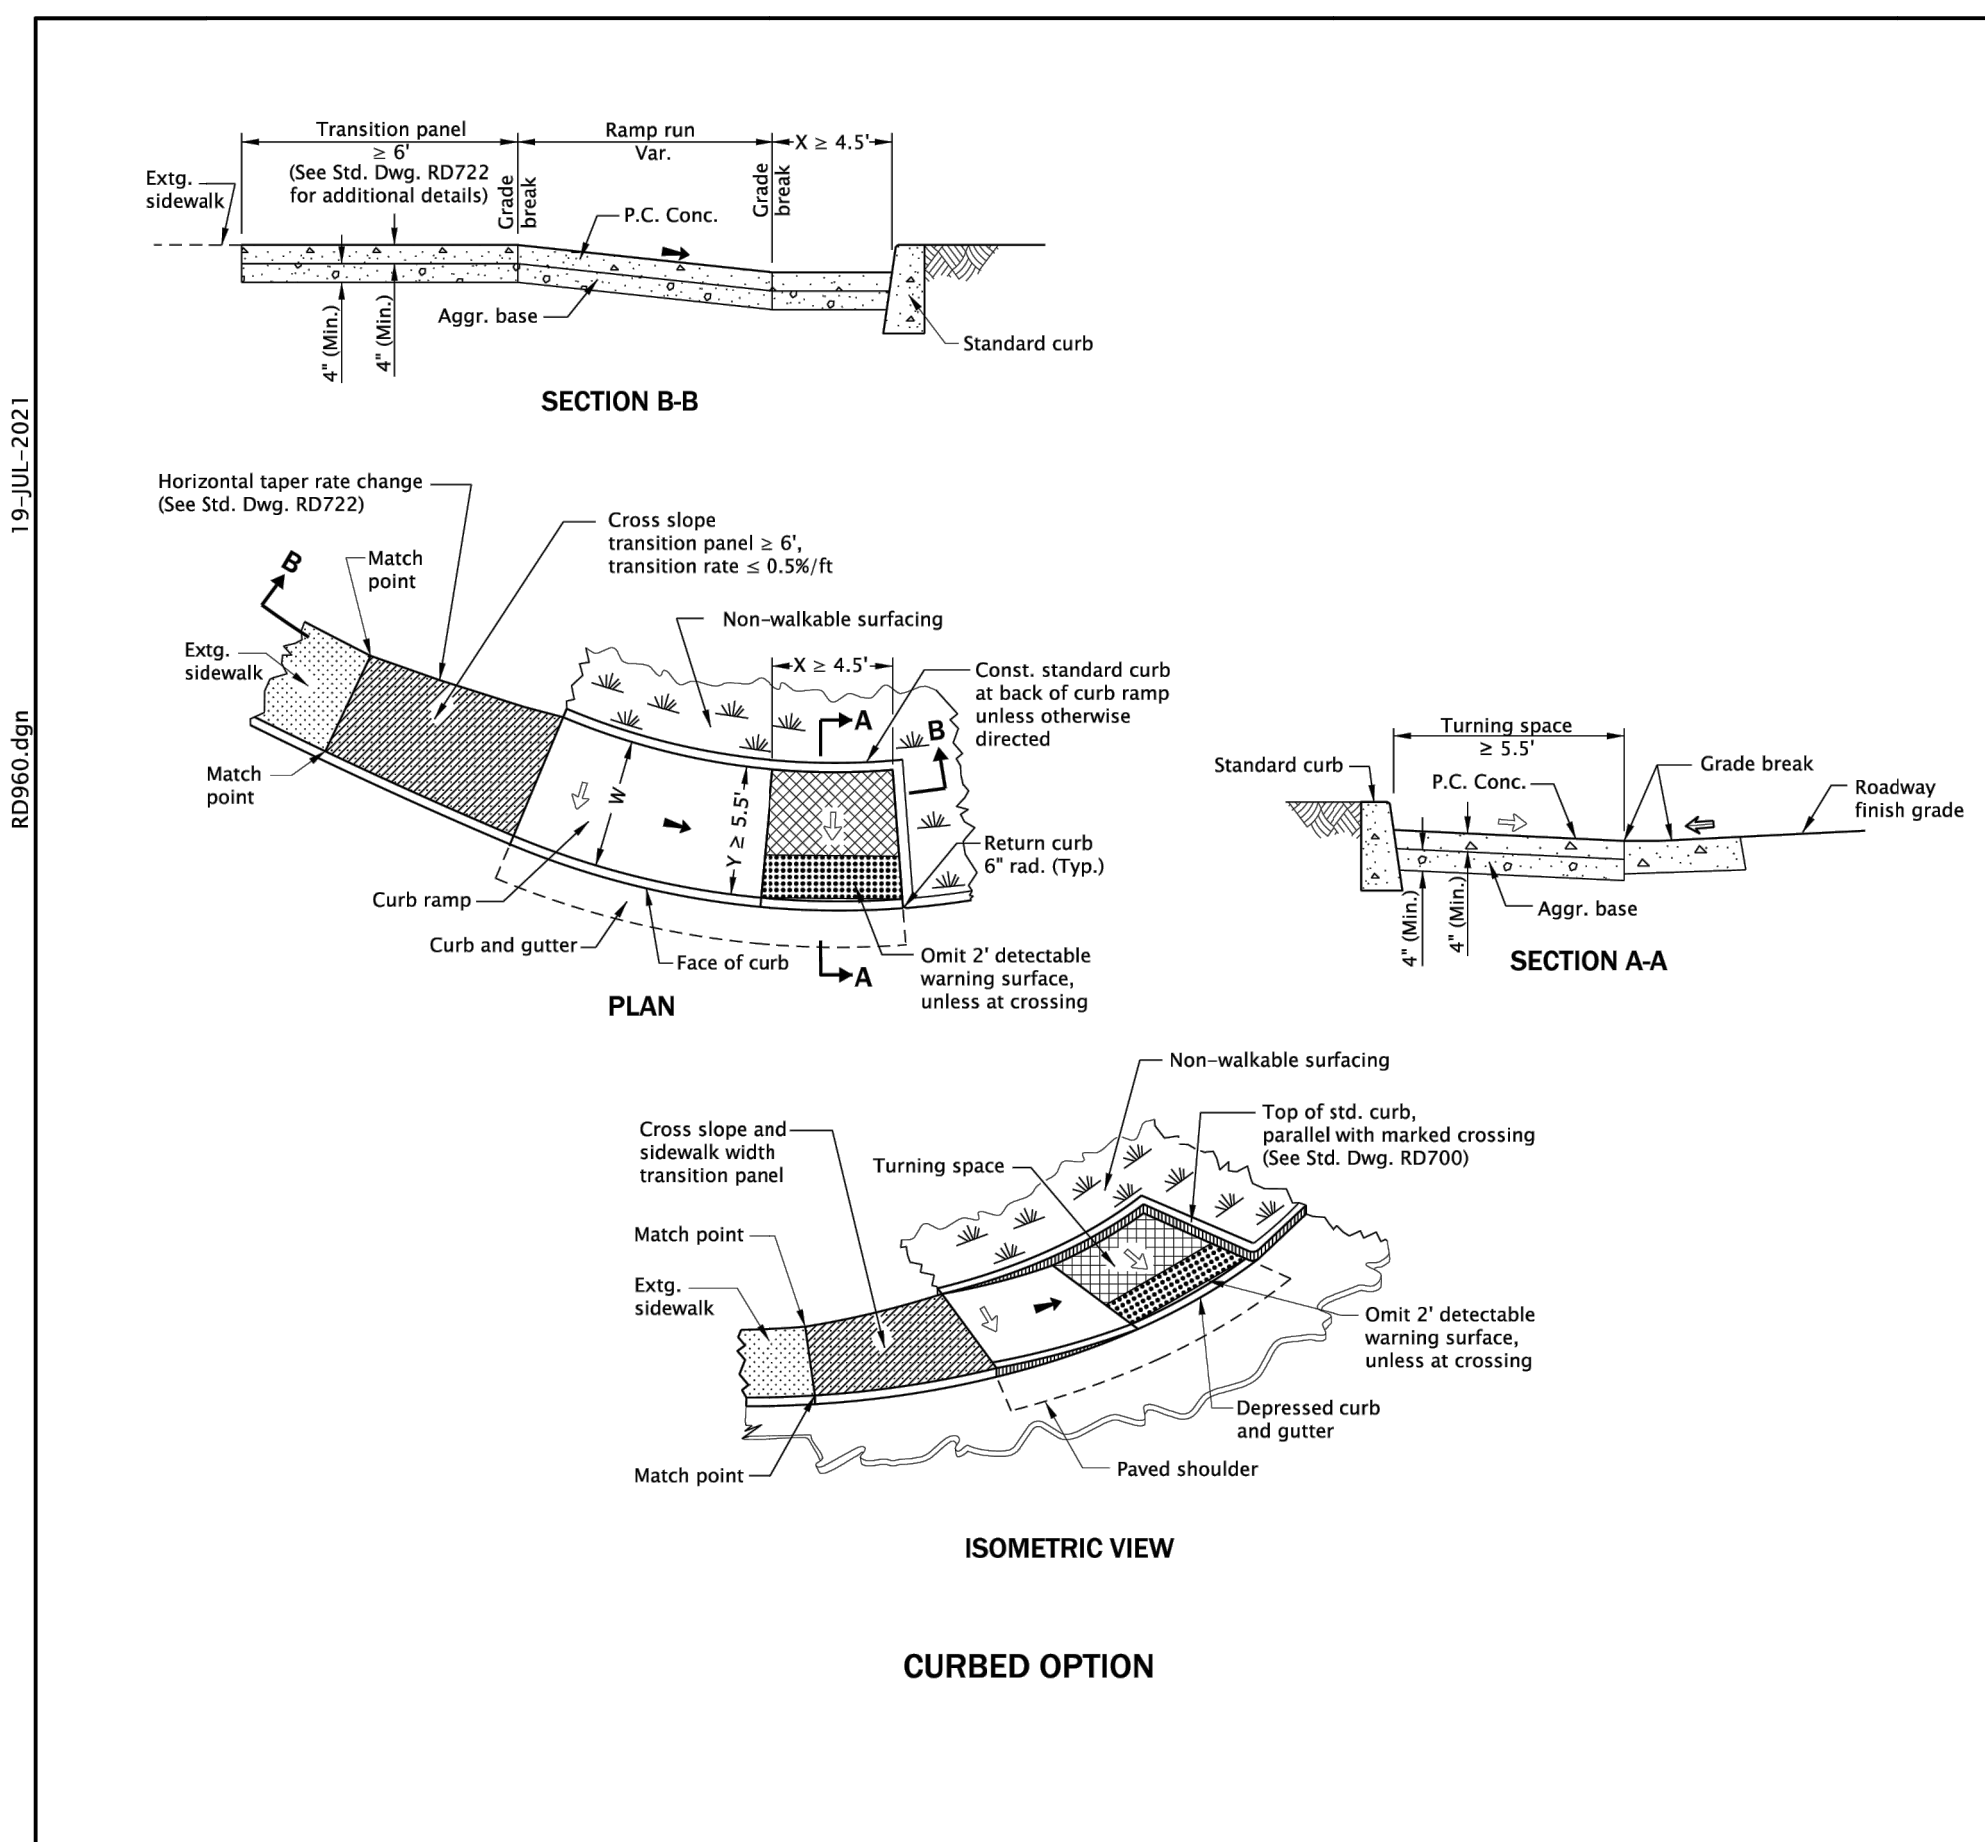 19-JUL-2021
RD960.dgn
Transition panel
≥ 6'
(See Std. Dwg. RD722
for additional details)
Ramp run
Var.
X ≥ 4.5'
Extg.
sidewalk
Grade
break
Grade
break
P.C. Conc.
Aggr. base
4" (Min.)
4" (Min.)
Standard curb
SECTION B-B
Horizontal taper rate change
(See Std. Dwg. RD722)
Cross slope
transition panel ≥ 6',
transition rate ≤ 0.5%/ft
B
Match
point
Non-walkable surfacing
Extg.
sidewalk
X ≥ 4.5'
Const. standard curb
at back of curb ramp
unless otherwise
directed
A
B
Match
point
W
Y ≥ 5.5'
Return curb
6" rad. (Typ.)
Curb ramp
Curb and gutter
Face of curb
A
Omit 2' detectable
warning surface,
unless at crossing
PLAN
Turning space
≥ 5.5'
Standard curb
P.C. Conc.
Grade break
Roadway
finish grade
4" (Min.)
4" (Min.)
Aggr. base
SECTION A-A
Non-walkable surfacing
Cross slope and
sidewalk width
transition panel
Turning space
Top of std. curb,
parallel with marked crossing
(See Std. Dwg. RD700)
Match point
Extg.
sidewalk
Omit 2' detectable
warning surface,
unless at crossing
Depressed curb
and gutter
Match point
Paved shoulder
ISOMETRIC VIEW
CURBED OPTION